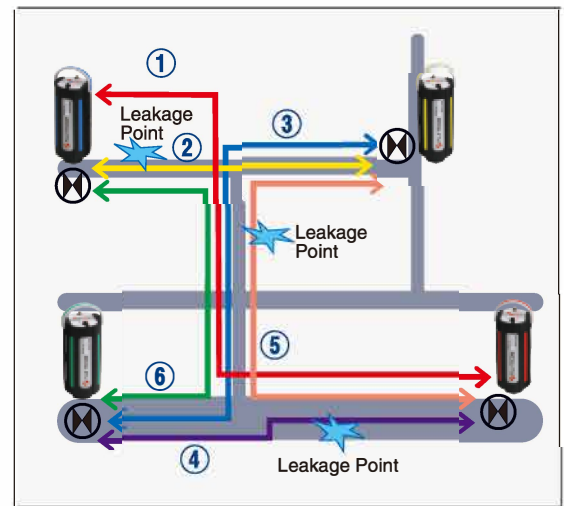 ①
③
Leakage
Point
②
Leakage
Point
⑤
⑥
④
Leakage Point